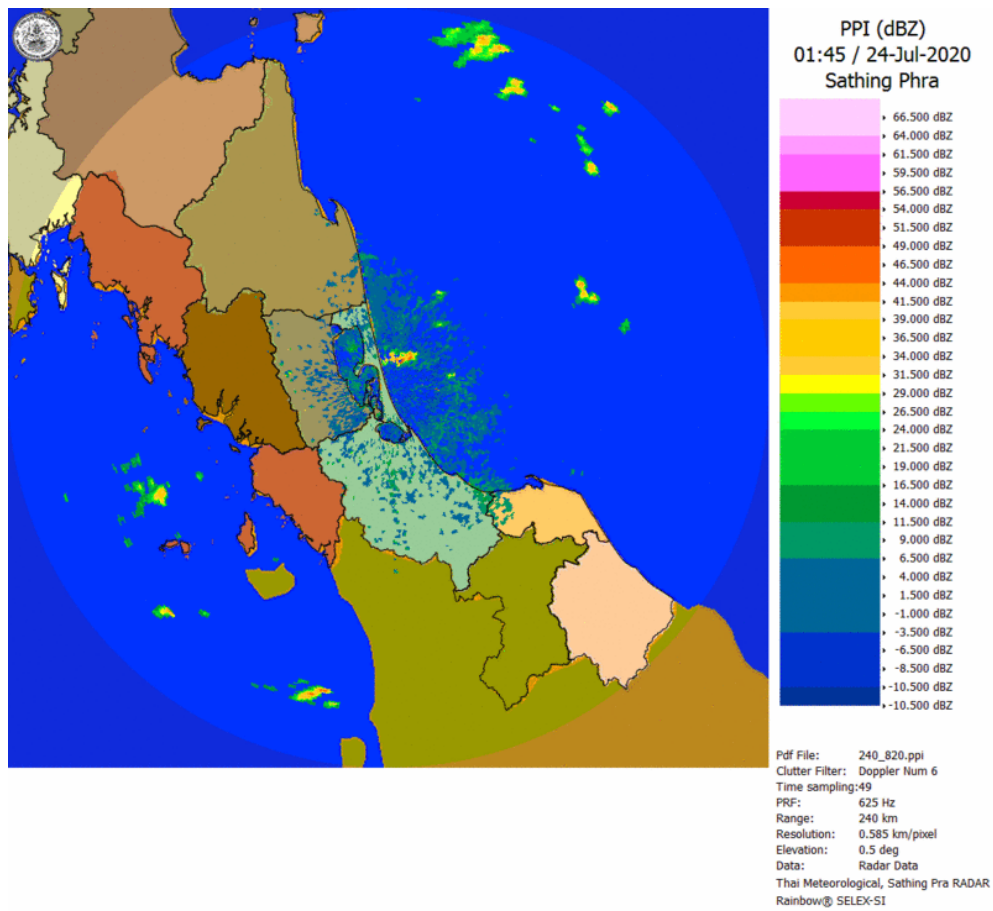 PPI (dBZ)
01:45 / 24-Jul-2020
Sathing Phra
66.500 dBZ
64.000 dBZ
61.500 dBZ
59.500 dBZ
56.500 dBZ
54.000 dBZ
51.500 dBZ
49.000 dBZ
46.500 dBZ
44.000 dBZ
41.500 dBZ
39.000 dBZ
36.500 dBZ
34.000 dBZ
31.500 dBZ
29.000 dBZ
26.500 dBZ
24.000 dBZ
21.500 dBZ
19.000 dBZ
16.500 dBZ
14.000 dBZ
11.500 dBZ
9.000 dBZ
6.500 dBZ
4.000 dBZ
1.500 dBZ
-1.000 dBZ
-3.500 dBZ
-6.500 dBZ
-8.500 dBZ
-10.500 dBZ
-10.500 dBZ
Pdf File: 240_820.ppi
Clutter Filter: Doppler Num 6
Time sampling:49
PRF: 625 Hz
Range: 240 km
Resolution: 0.585 km/pixel
Elevation: 0.5 deg
Data: Radar Data
Thai Meteorological, Sathing Pra RADAR
Rainbow® SELEX-SI